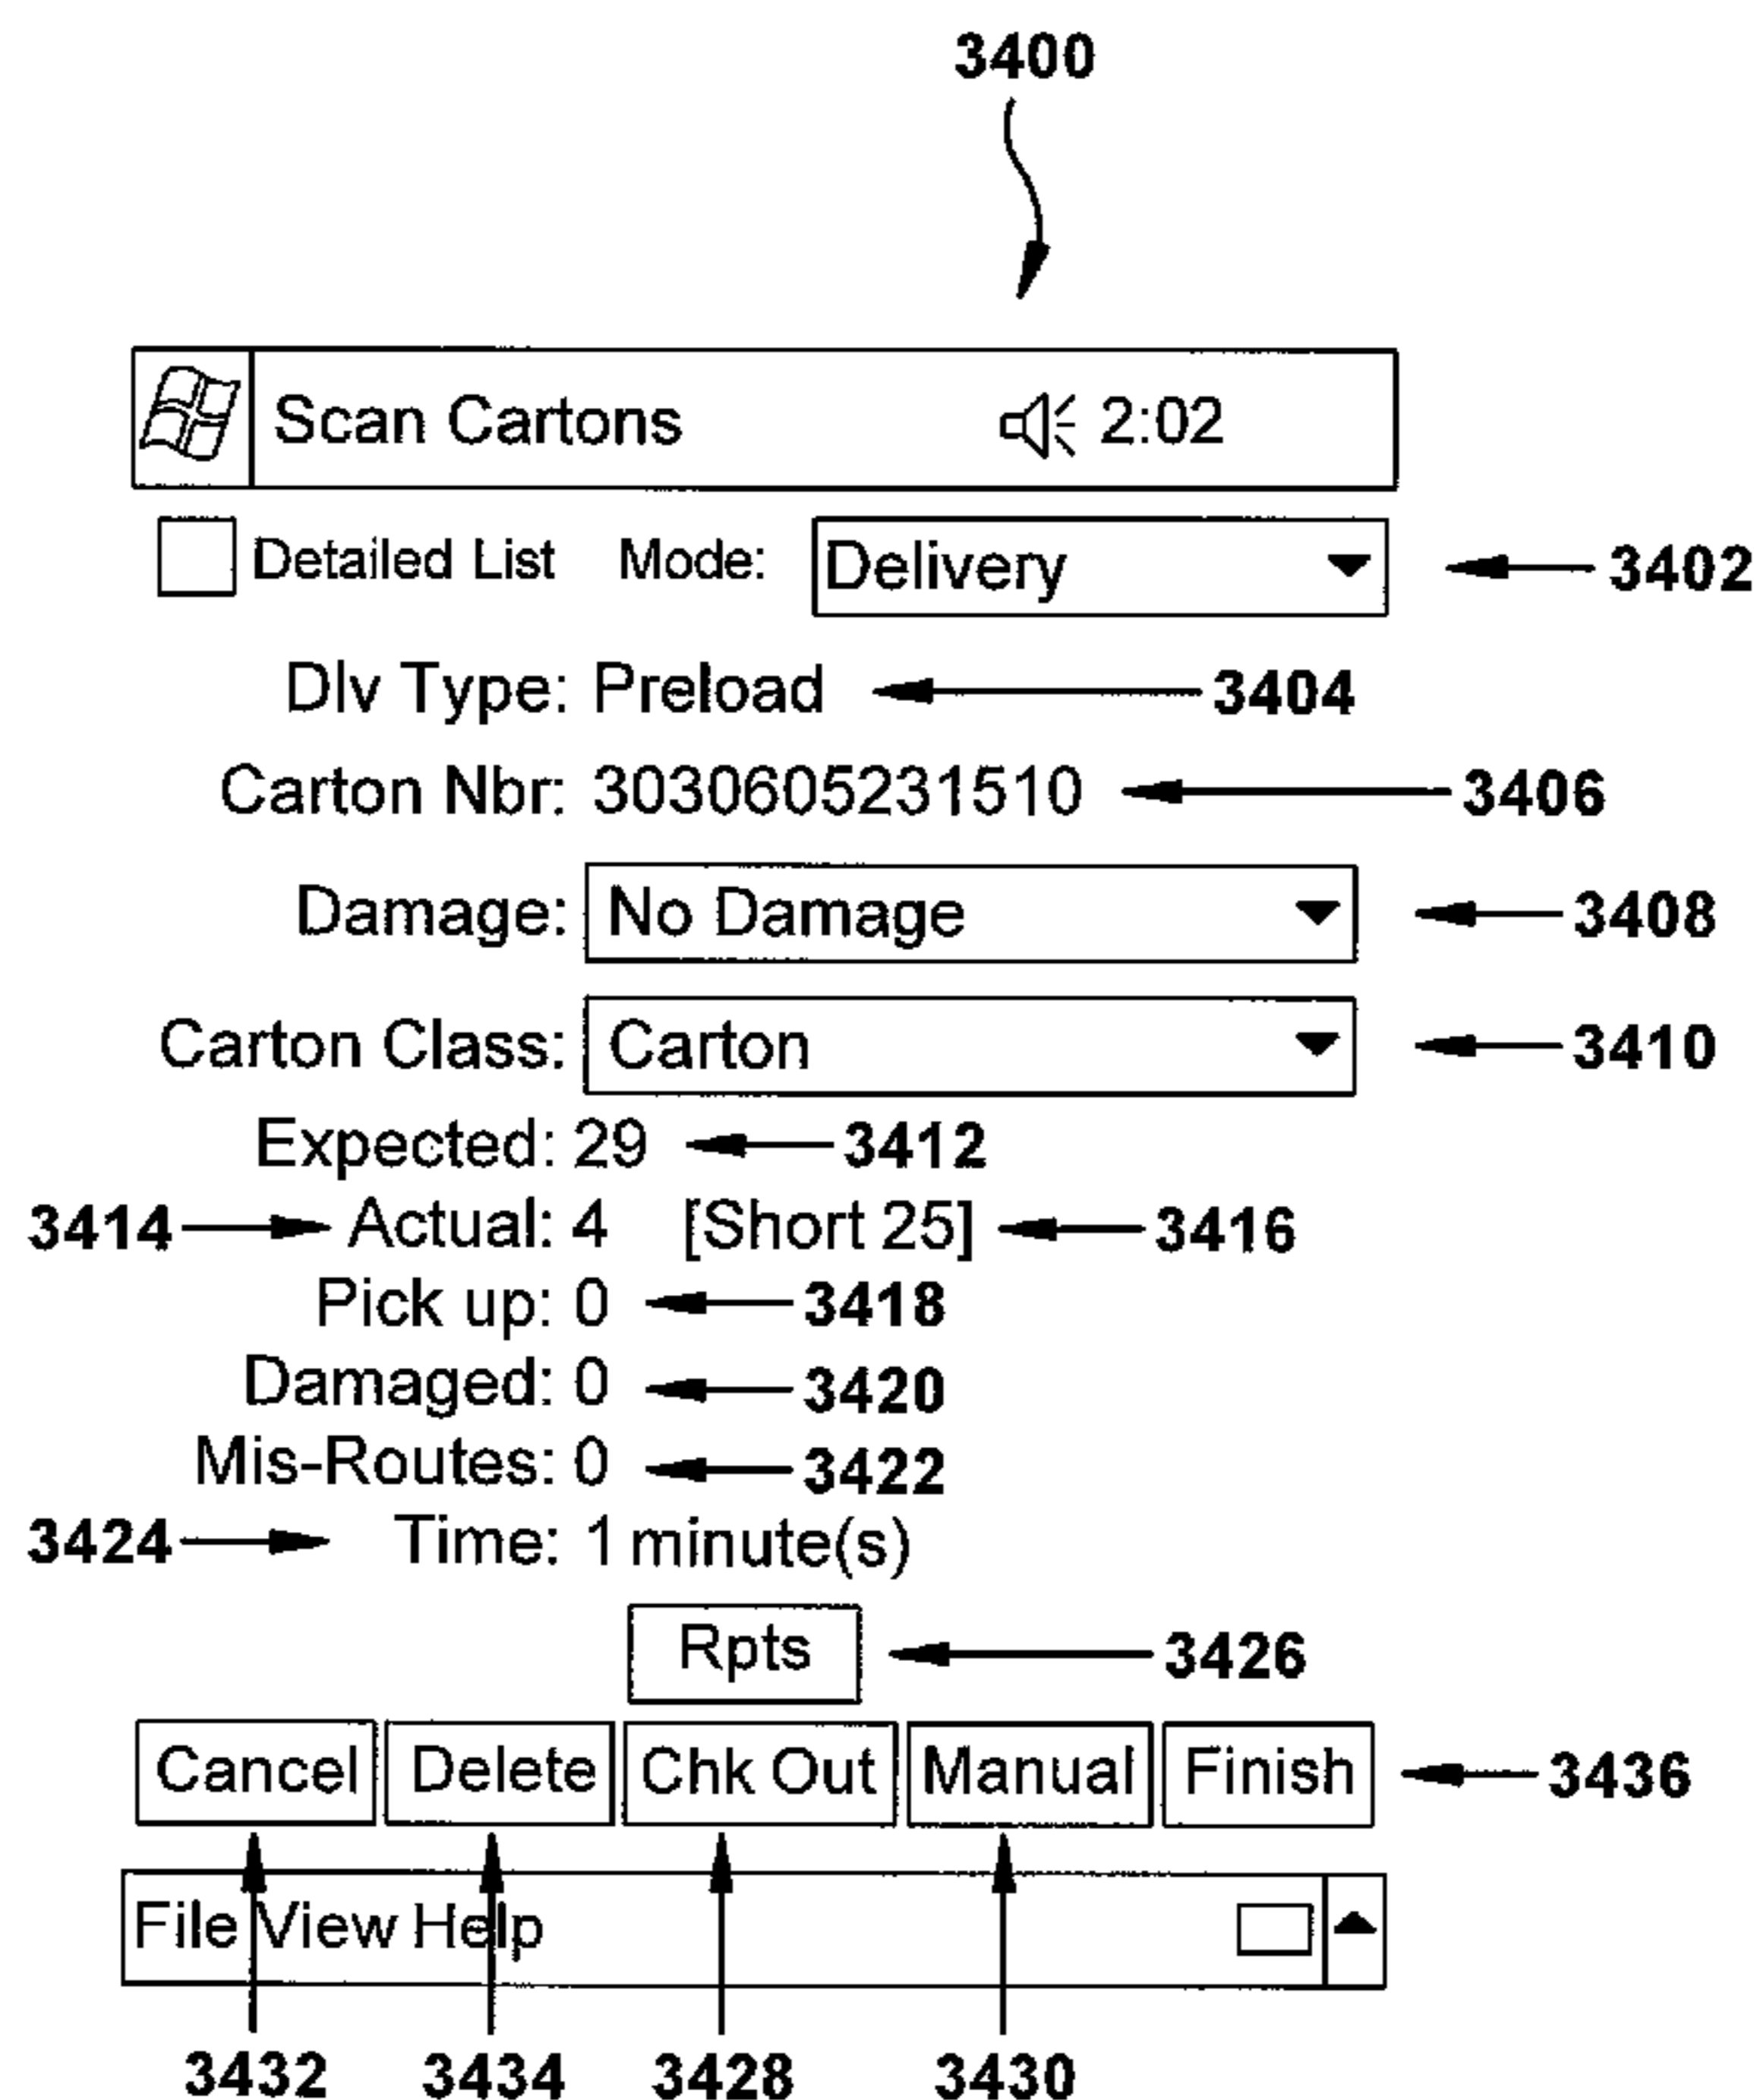 3400
Scan Cartons 2:02
Detailed List Mode: Delivery 3402
Dlv Type: Preload 3404
Carton Nbr: 3030605231510 3406
Damage: No Damage 3408
Carton Class: Carton 3410
Expected: 29 3412
3414 Actual: 4 [Short 25] 3416
Pick up: 0 3418
Damaged: 0 3420
Mis-Routes: 0 3422
3424 Time: 1 minute(s)
Rpts 3426
Cancel Delete Chk Out Manual Finish 3436
File View Help
3432 3434 3428 3430